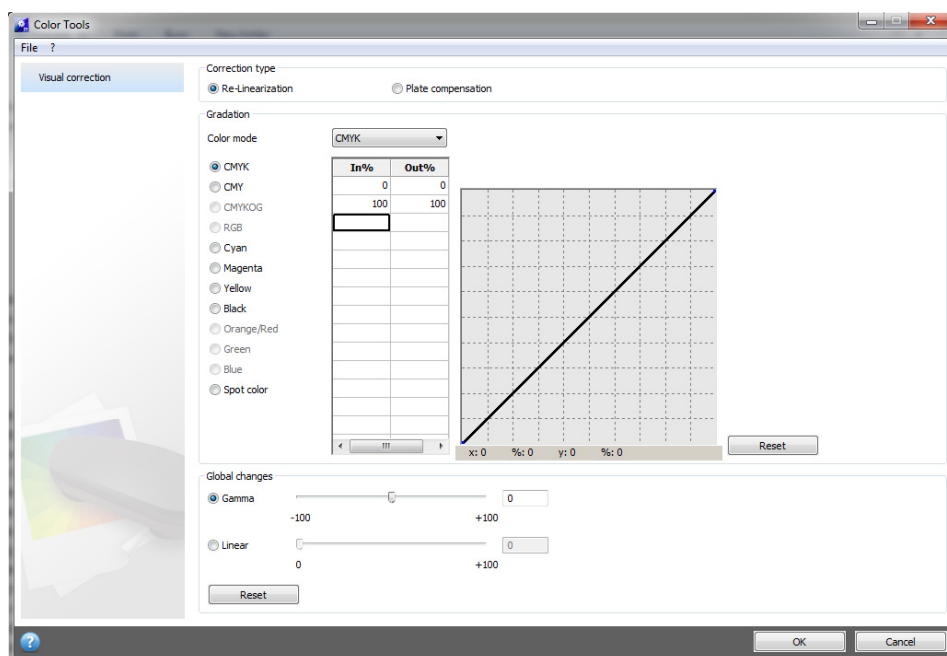 Color Tools
File ?
Visual correction
Correction type
Re-Linearization Plate compensation
Gradation
Color mode CMYK
CMYK
CMY
CMYKOG
RGB
Cyan
Magenta
Yellow
Black
Orange/Red
Green
Blue
Spot color
In% Out%
0 0
100 100
x: 0 %: 0 y: 0 %: 0
Reset
Global changes
Gamma 0
-100 +100
Linear 0
0 +100
Reset
? OK Cancel